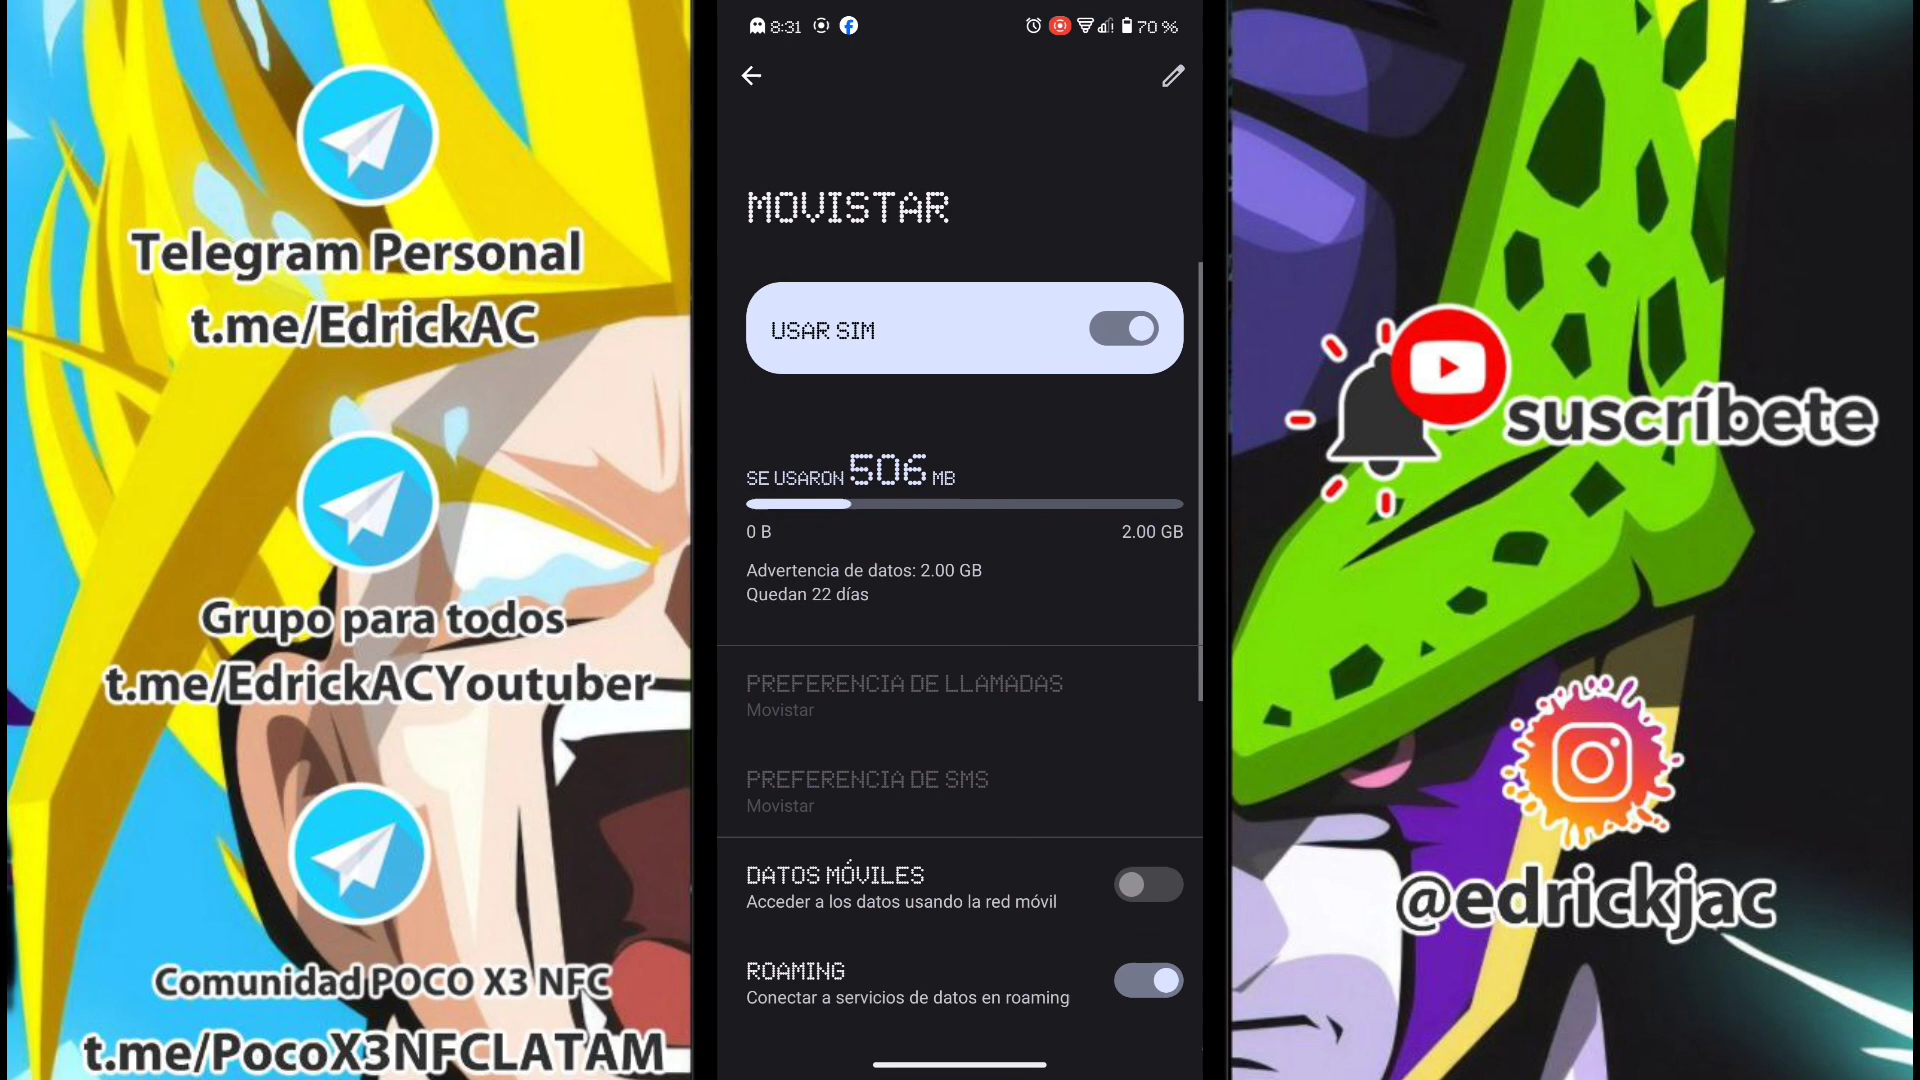 Telegram Personal
t.me/EdrickAC
Grupo para todos
t.me/EdrickACYoutuber
Comunidad POCO X3 NFC
t.me/PocoX3NFCLATAM
8:31
70 %
MOVISTAR
USAR SIM
SE USARON 506 MB
0 B 2.00 GB
Advertencia de datos: 2.00 GB
Quedan 22 días
PREFERENCIA DE LLAMADAS
Movistar
PREFERENCIA DE SMS
Movistar
DATOS MÓVILES
Acceder a los datos usando la red móvil
ROAMING
Conectar a servicios de datos en roaming
suscríbete
@edrickjac